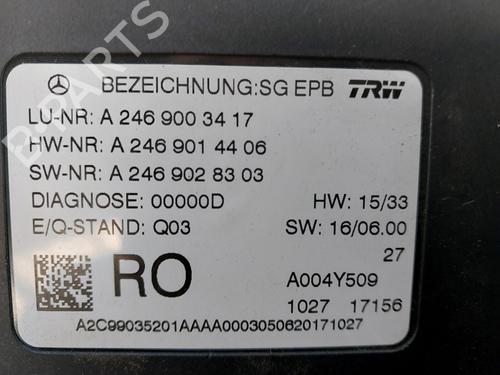 BEZEICHNUNG:SG EPB TRW
LU-NR: A 246 900 34 17
HW-NR: A 246 901 44 06
SW-NR: A 246 902 83 03
DIAGNOSE: 00000D HW: 15/33
E/Q-STAND: Q03 SW: 16/06.00
27
RO A004Y509
1027 17156
A2C99035201AAAA0003050620171027